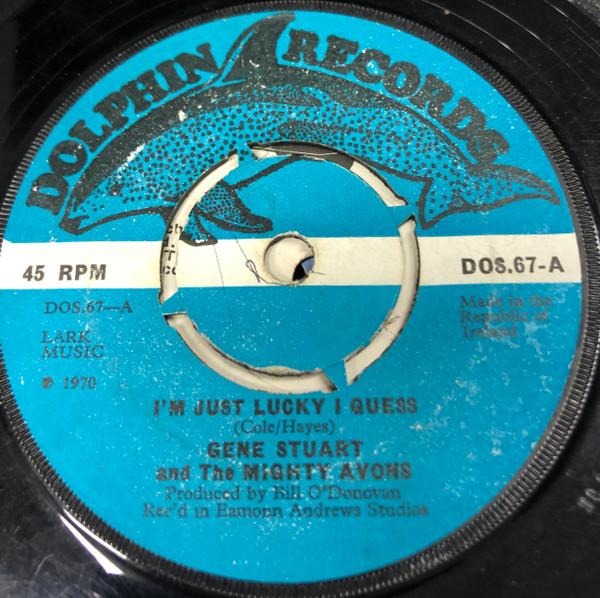 DOLPHIN RECORDS
45 RPM
DOS.67-A
DOS.67—A
LARK
MUSIC
℗ 1970
Made in the
Republic of
Ireland
I'M JUST LUCKY I GUESS
(Cole/Hayes)
GENE STUART
and The MIGHTY AVONS
Produced by Bill O'Donovan
Rec'd in Eamonn Andrews Studios